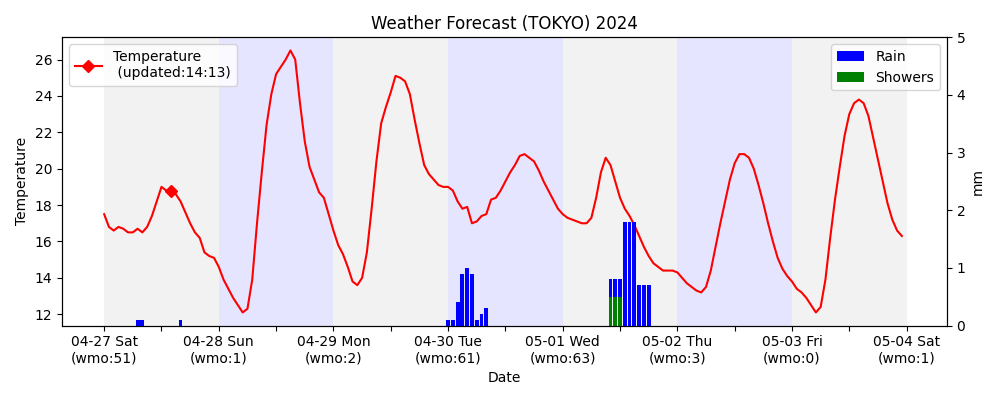 Weather Forecast (TOKYO) 2024
Temperature
(updated:14:13)
Rain
Showers
Temperature
26
24
22
20
18
16
14
12
5
4
3
2
1
0
mm
04-27 Sat
(wmo:51)
04-28 Sun
(wmo:1)
04-29 Mon
(wmo:2)
04-30 Tue
(wmo:61)
05-01 Wed
(wmo:63)
05-02 Thu
(wmo:3)
05-03 Fri
(wmo:0)
05-04 Sat
(wmo:1)
Date